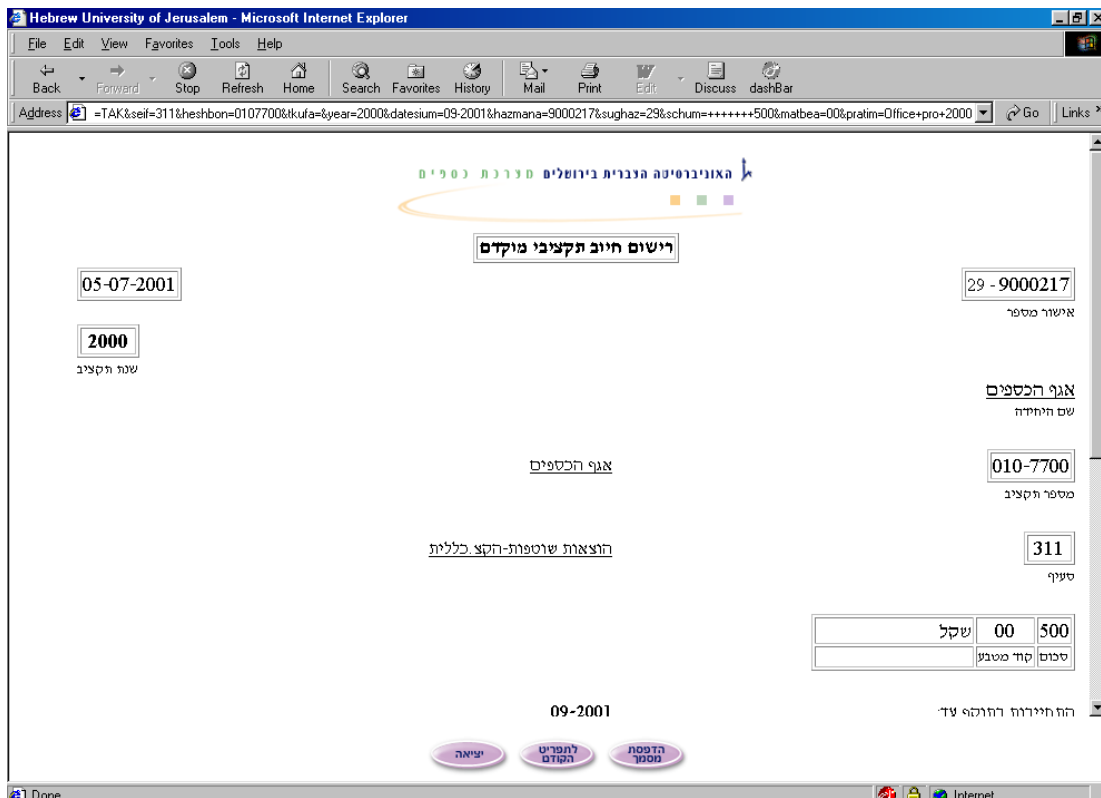 Hebrew University of Jerusalem - Microsoft Internet Explorer
File Edit View Favorites Tools Help
Back Forward Stop Refresh Home Search Favorites History Mail Print Edit Discuss dashBar
Address =TAK&seif=311&heshbon=0107700&tkufa=&year=2000&datesium=09-2001&hazmana=9000217&sughaz=29&schum=+++++++500&matbea=00&pratim=Office+pro+2000 Go Links
האוניברסיטה העברית בירושלים מערכת כספים
רישום חיוב תקציבי מוקדם
29 - 9000217
05-07-2001
אישור מספר
2000
שנת תקציב
אגף הכספים
שם היחידה
010-7700 אגף הכספים
מספר תקציב
311 הוצאות שוטפות-הקצ.כללית
סעיף
500 00 שקל
סכום קוד מטבע
התחייבות בתוקף עד: 09-2001
הדפסת מסמך
לתפריט הקודם
יציאה
Done Internet